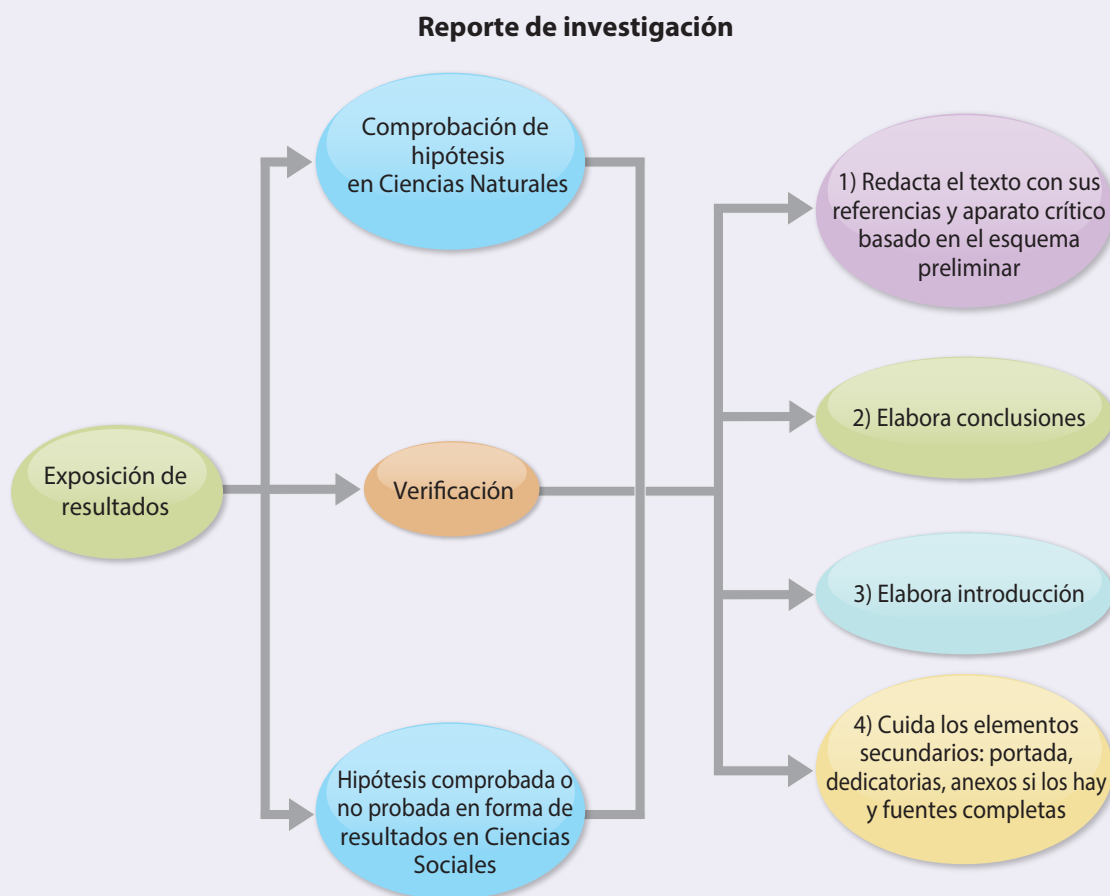 Reporte de investigación
Exposición de
resultados
Comprobación de
hipótesis
en Ciencias Naturales
Verificación
Hipótesis comprobada o
no probada en forma de
resultados en Ciencias
Sociales
1) Redacta el texto con sus
referencias y aparato crítico
basado en el esquema
preliminar
2) Elabora conclusiones
3) Elabora introducción
4) Cuida los elementos
secundarios: portada,
dedicatorias, anexos si los hay
y fuentes completas